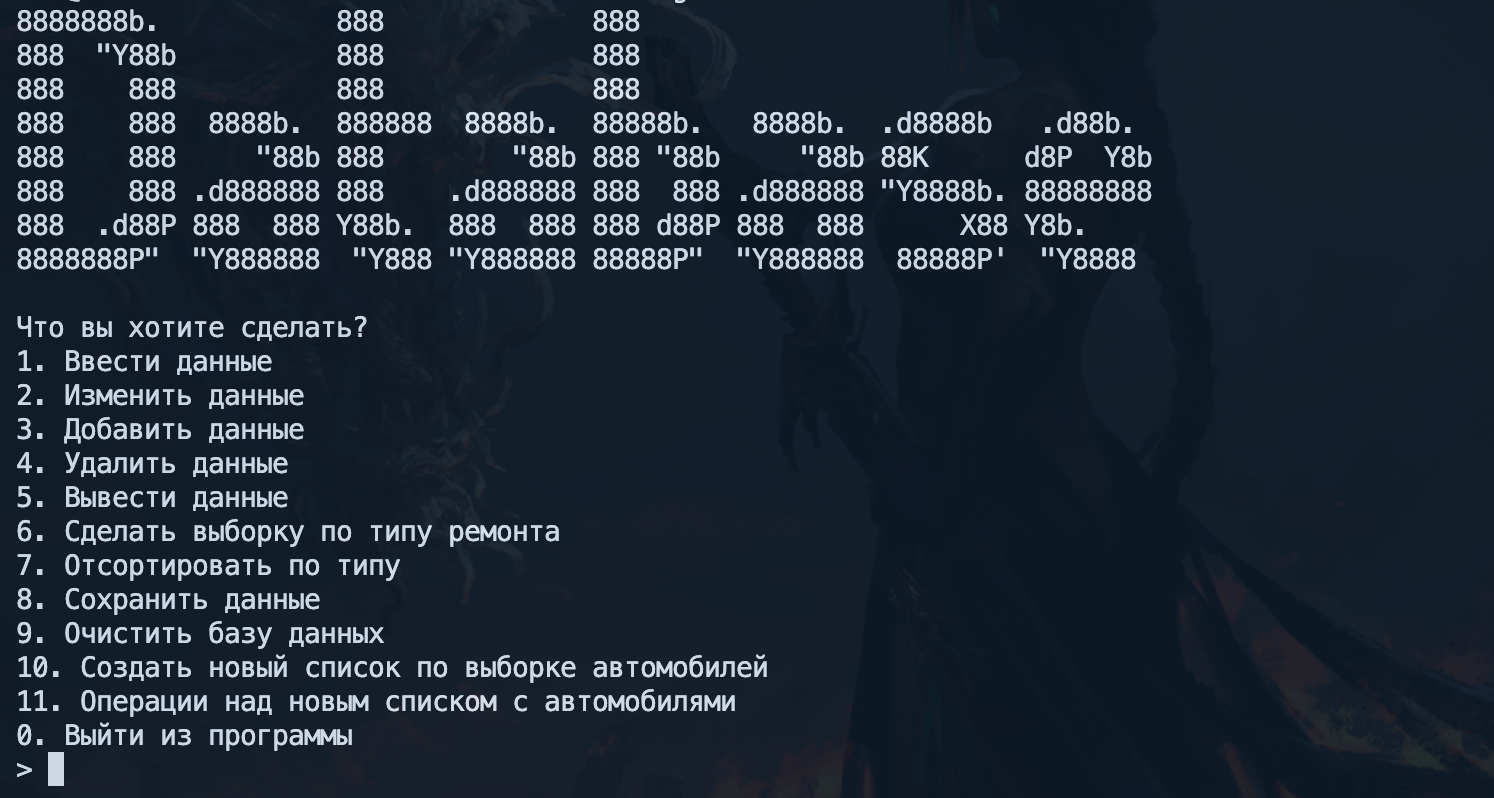 8888888b.           888             888
888  "Y88b          888             888
888    888          888             888
888    888  8888b.  888888  8888b.  88888b.   8888b.  .d8888b   .d88b.
888    888     "88b 888        "88b 888 "88b     "88b 88K      d8P  Y8b
888    888 .d888888 888    .d888888 888  888 .d888888 "Y8888b. 88888888
888  .d88P 888  888 Y88b.  888  888 888 d88P 888  888      X88 Y8b.
8888888P"  "Y888888  "Y888 "Y888888 88888P"  "Y888888  88888P'  "Y8888
Что вы хотите сделать?
1. Ввести данные
2. Изменить данные
3. Добавить данные
4. Удалить данные
5. Вывести данные
6. Сделать выборку по типу ремонта
7. Отсортировать по типу
8. Сохранить данные
9. Очистить базу данных
10. Создать новый список по выборке автомобилей
11. Операции над новым списком с автомобилями
0. Выйти из программы
>